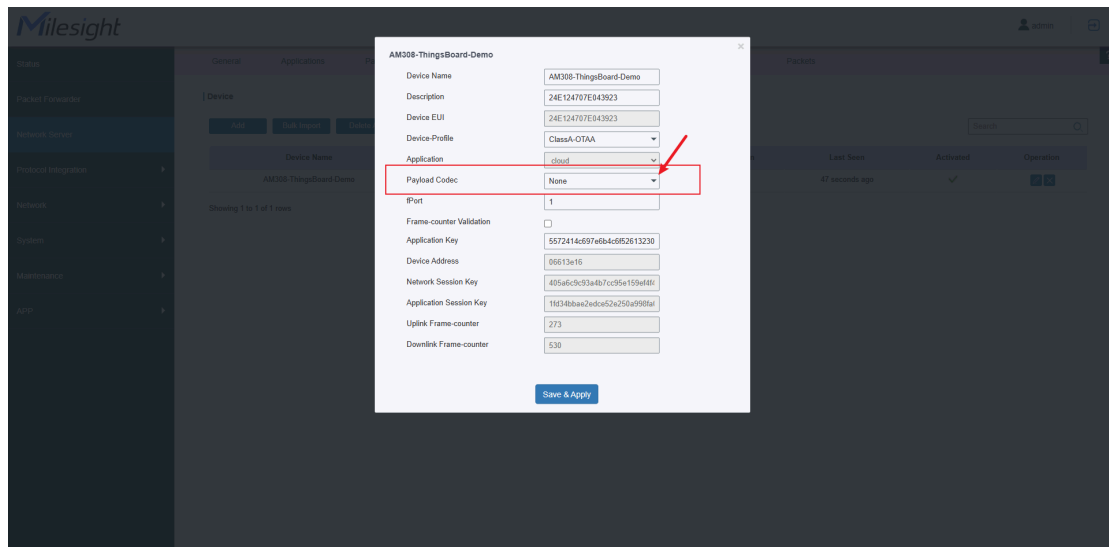 Milesight
admin
Status
General Applications Packets
Packet Forwarder
Device
Network Server
Add Bulk Import
Search
Device Name Last Seen Activated Operation
Protocol Integration
AM308-ThingsBoard-Demo 47 seconds ago
Network
Showing 1 to 1 of 1 rows
System
Maintenance
APP
AM308-ThingsBoard-Demo
×
Device Name AM308-ThingsBoard-Demo
Description 24E124707E043923
Device EUI 24E124707E043923
Device-Profile ClassA-OTAA
Application cloud
Payload Codec None
fPort 1
Frame-counter Validation
Application Key 5572414c697e6b4c6f52613230
Device Address 06613e16
Network Session Key 405a6c9c93a4b7cc95e159ef4f4
Application Session Key 1fd34bbae2edce52e250a998fa
Uplink Frame-counter 273
Downlink Frame-counter 530
Save & Apply